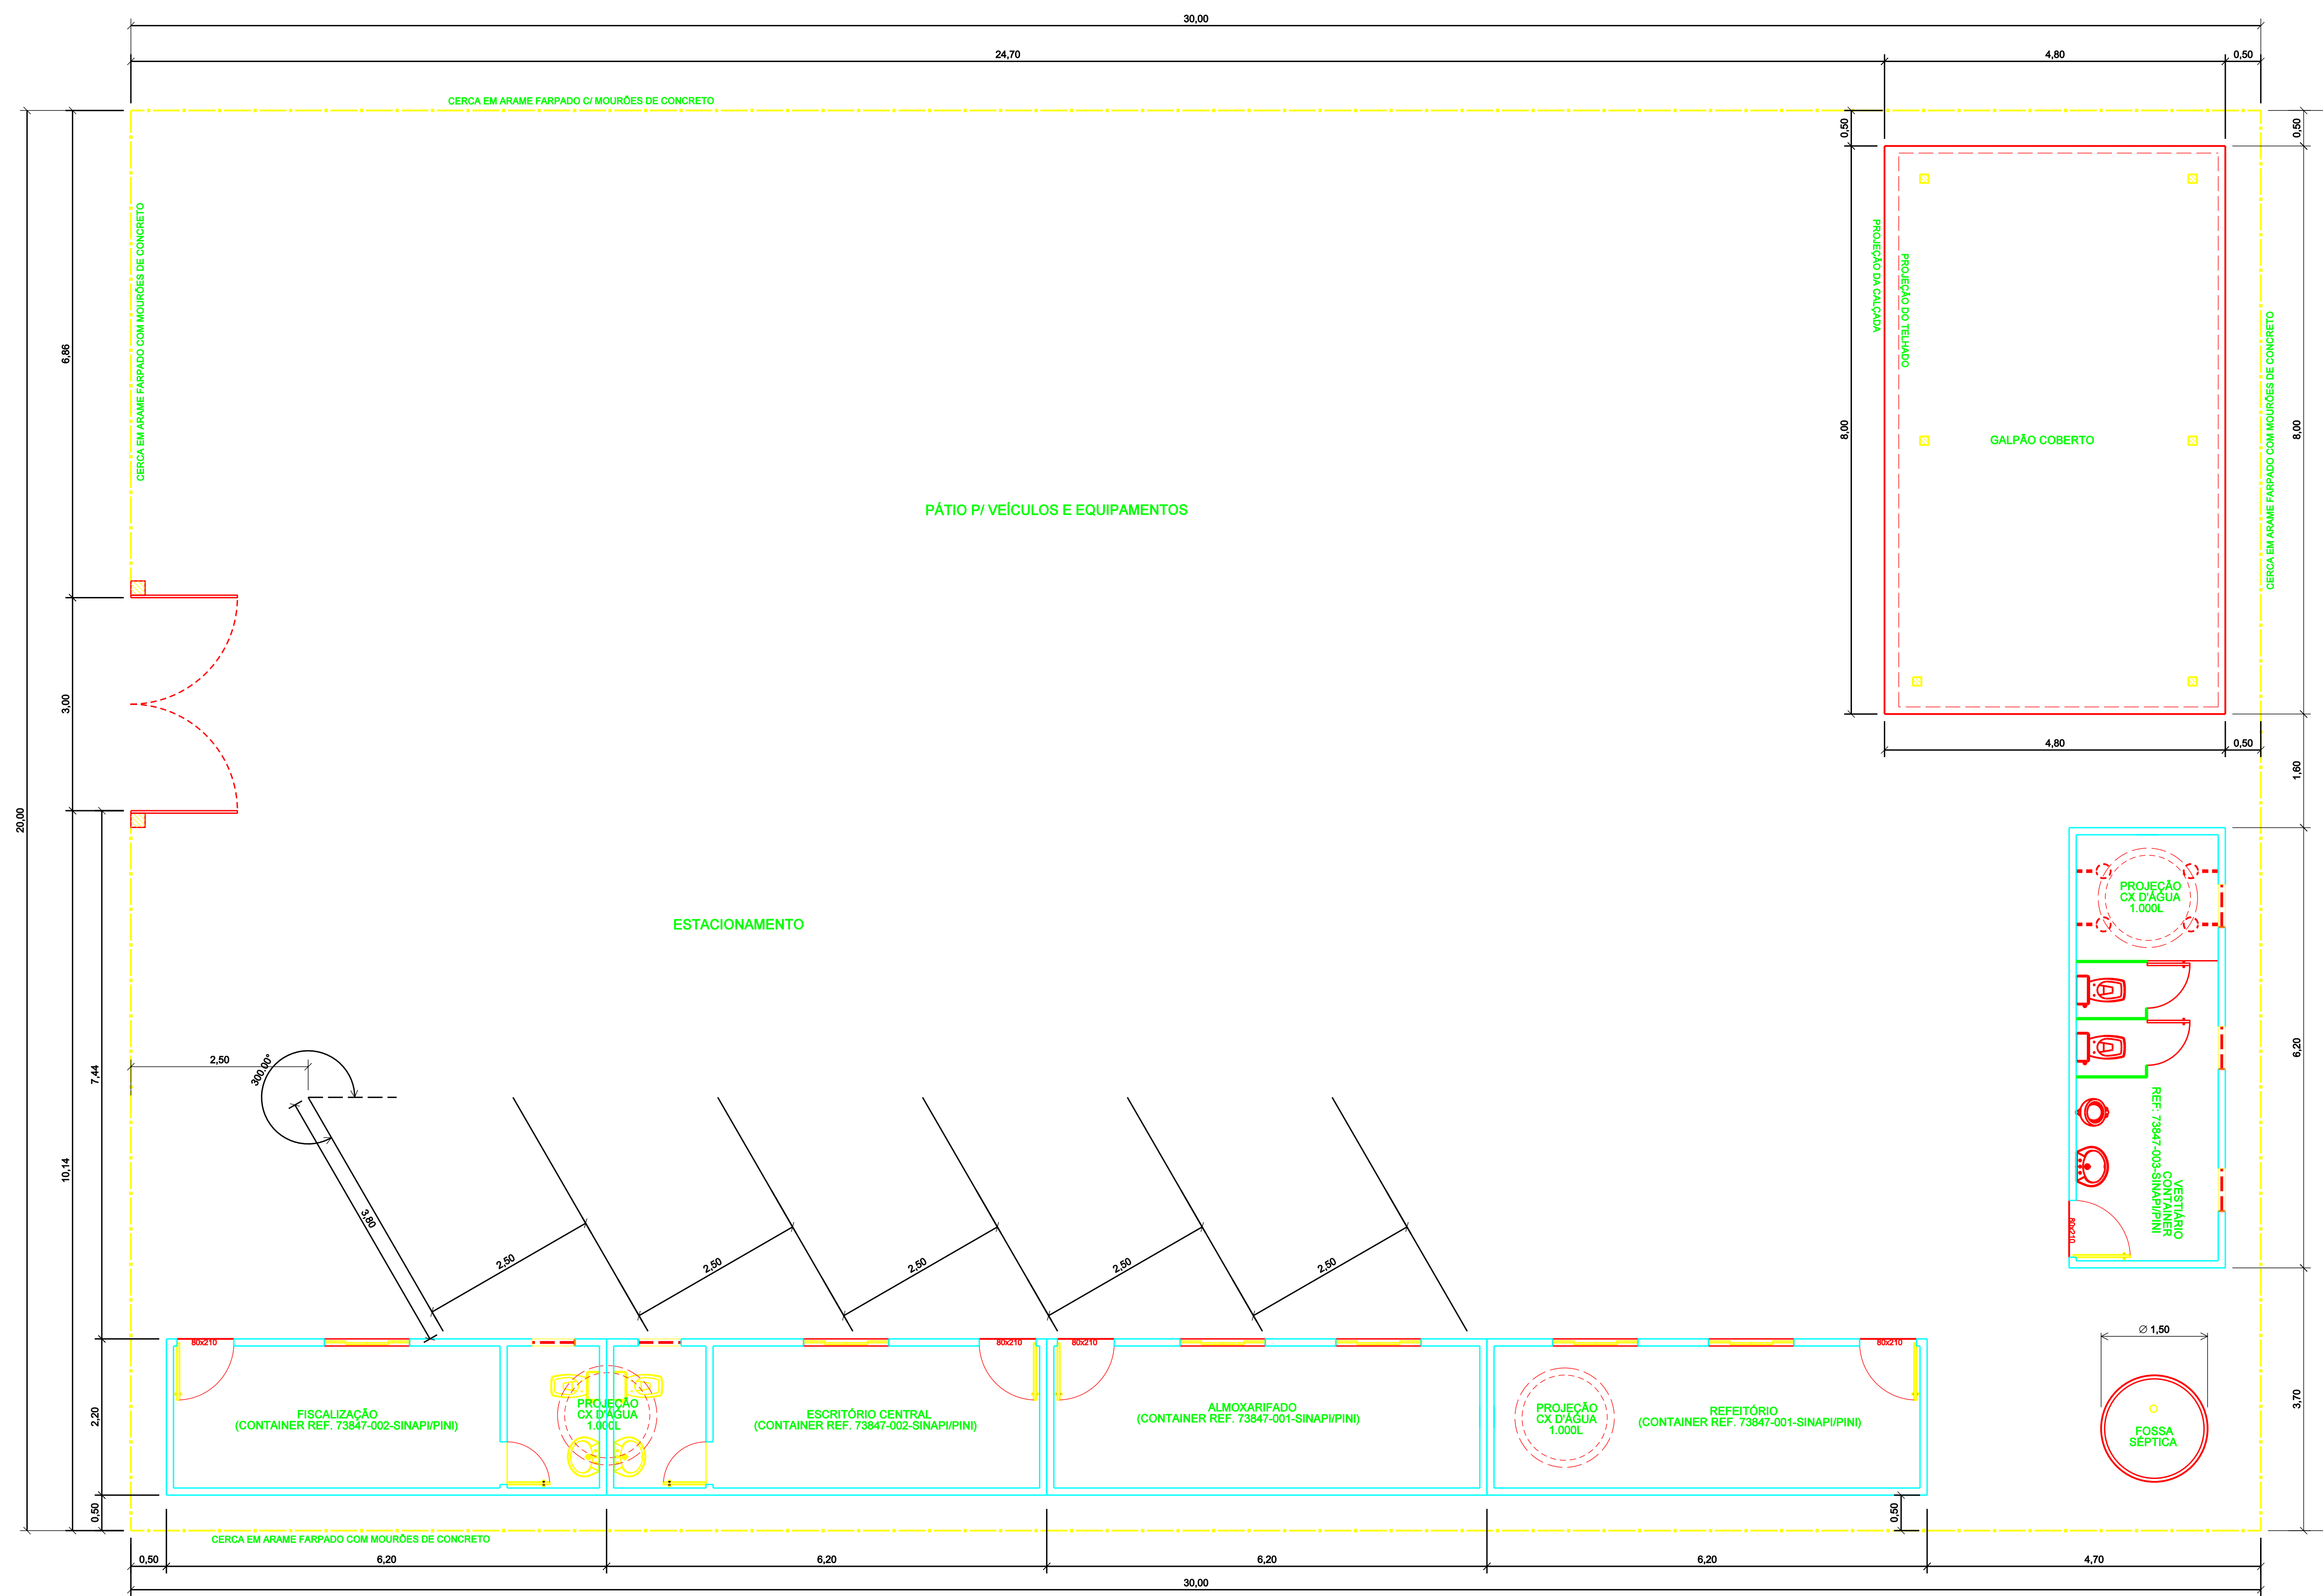 30,00
24,70
4,80
0,50
CERCA EM ARAME FARPADO C/ MOURÕES DE CONCRETO
0,50
0,50
CERCA EM ARAME FARPADO COM MOURÕES DE CONCRETO
PROJEÇÃO DA CALÇADA
PROJEÇÃO DO TELHADO
CERCA EM ARAME FARPADO COM MOURÕES DE CONCRETO
6,86
8,00
GALPÃO COBERTO
8,00
PÁTIO P/ VEÍCULOS E EQUIPAMENTOS
3,00
4,80
0,50
1,60
20,00
PROJEÇÃO
CX D'ÁGUA
1.000L
ESTACIONAMENTO
2,50
300.00°
7,44
6,20
REF: 73847-003-SINAPI/PINI
CONTAINER
VESTIÁRIO
80x210
10,14
3,80
2,50
2,50
2,50
2,50
2,50
Ø 1,50
80x210
80x210
80x210
80x210
2,20
FISCALIZAÇÃO
(CONTAINER REF. 73847-002-SINAPI/PINI)
PROJEÇÃO
CX D'ÁGUA
1.000L
ESCRITÓRIO CENTRAL
(CONTAINER REF. 73847-002-SINAPI/PINI)
ALMOXARIFADO
(CONTAINER REF. 73847-001-SINAPI/PINI)
PROJEÇÃO
CX D'ÁGUA
1.000L
REFEITÓRIO
(CONTAINER REF. 73847-001-SINAPI/PINI)
FOSSA
SÉPTICA
3,70
0,50
0,50
CERCA EM ARAME FARPADO COM MOURÕES DE CONCRETO
0,50
6,20
6,20
6,20
6,20
4,70
30,00